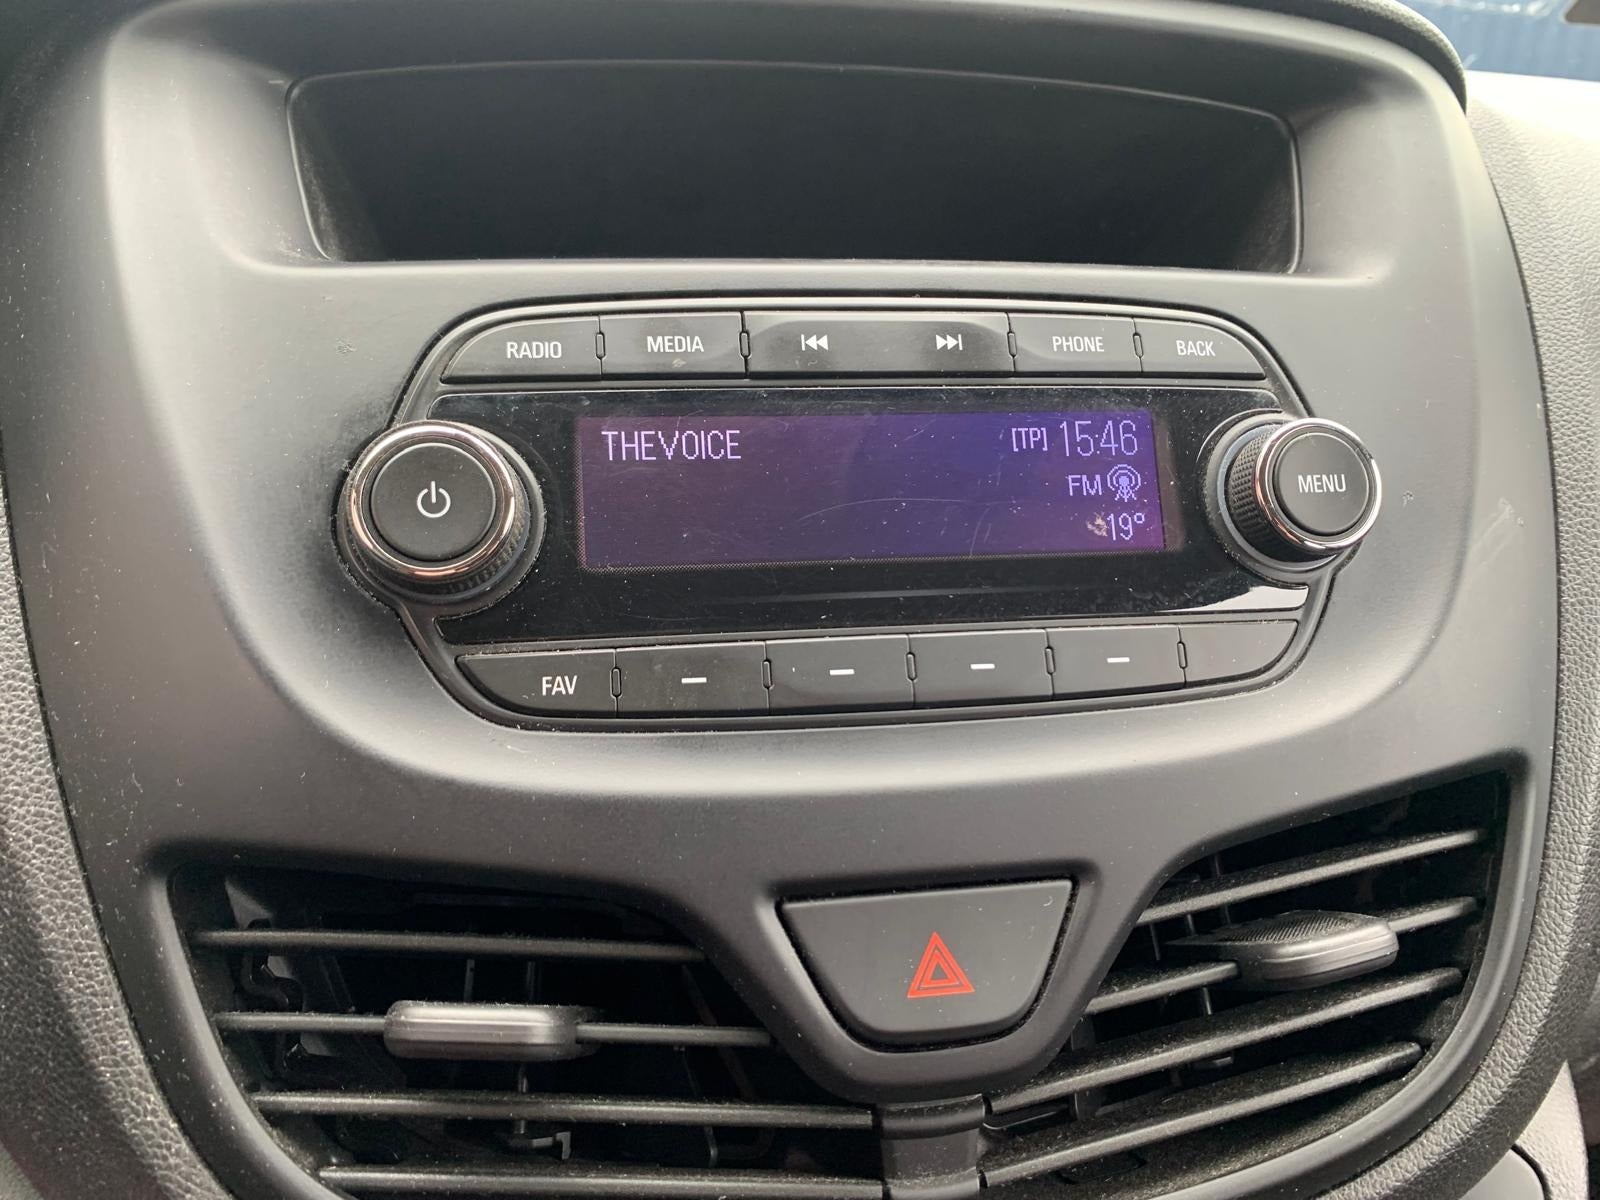 RADIO MEDIA PHONE BACK
THEVOICE [TP] 15:46
FM
19°
MENU
FAV